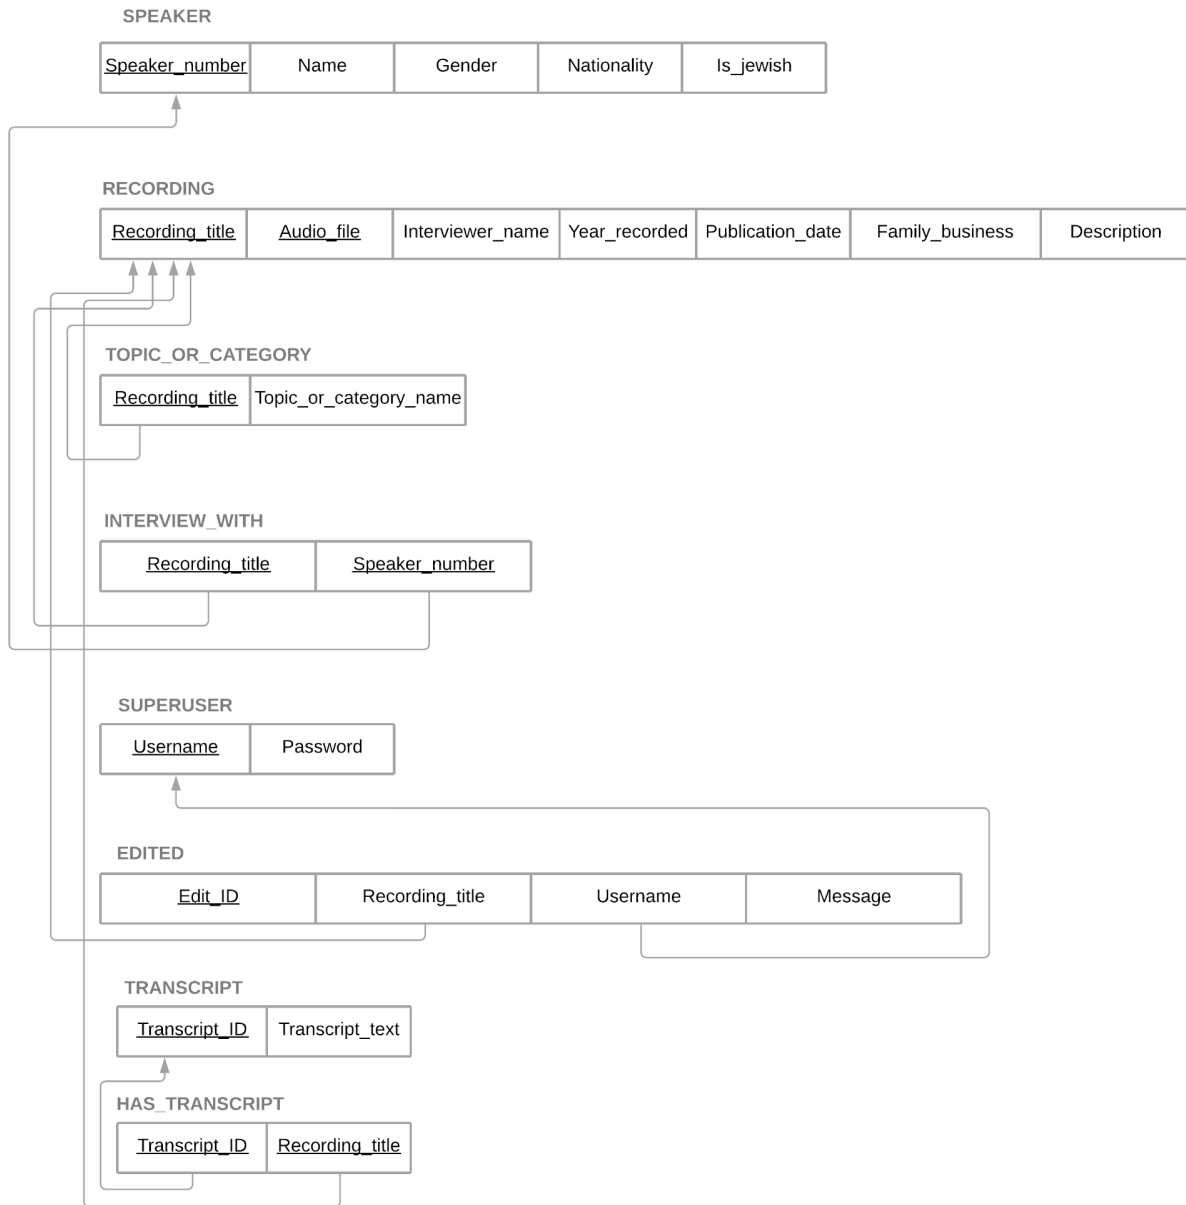 SPEAKER
Speaker_number Name Gender Nationality Is_jewish
RECORDING
Recording_title Audio_file Interviewer_name Year_recorded Publication_date Family_business Description
TOPIC_OR_CATEGORY
Recording_title Topic_or_category_name
INTERVIEW_WITH
Recording_title Speaker_number
SUPERUSER
Username Password
EDITED
Edit_ID Recording_title Username Message
TRANSCRIPT
Transcript_ID Transcript_text
HAS_TRANSCRIPT
Transcript_ID Recording_title